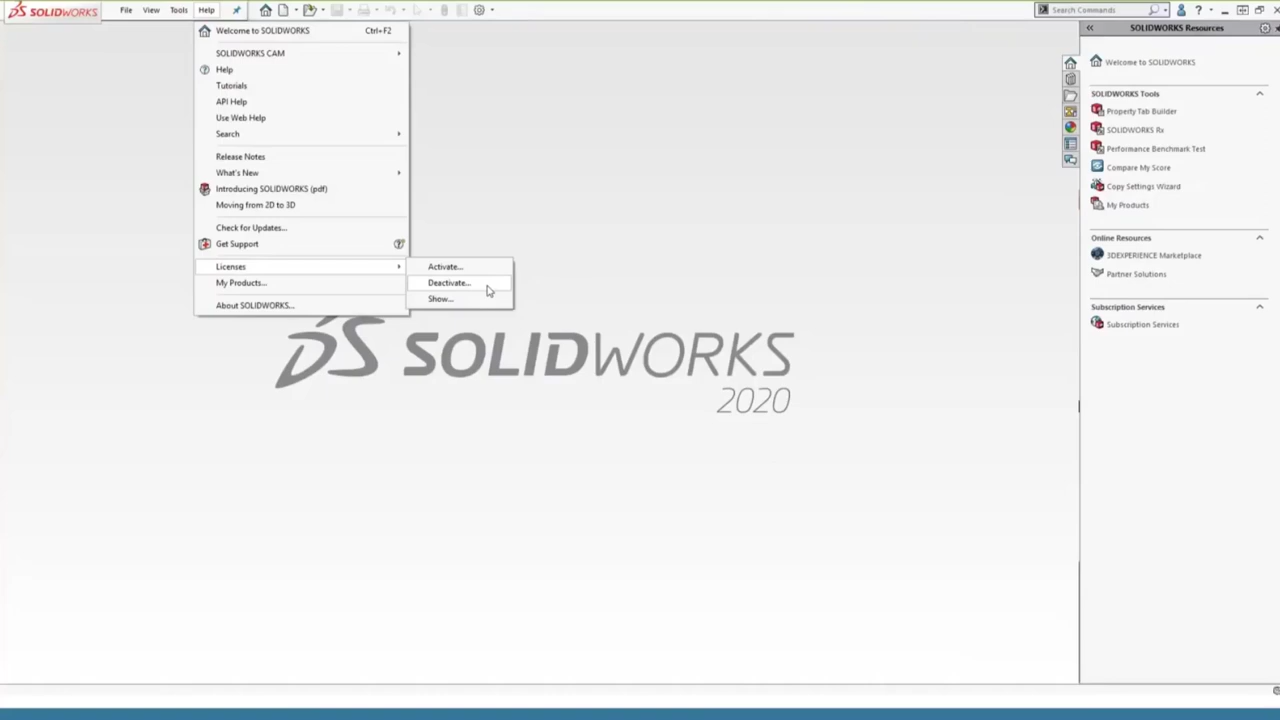 SOLIDWORKS File View Tools Help Search Commands ?
SOLIDWORKS Resources
Welcome to SOLIDWORKS Ctrl+F2
SOLIDWORKS CAM
Help
Tutorials
API Help
Use Web Help
Search
Release Notes
What's New
Introducing SOLIDWORKS (pdf)
Moving from 2D to 3D
Check for Updates...
Get Support
Licenses
My Products...
About SOLIDWORKS...
Activate...
Deactivate...
Show...
SOLIDWORKS
2020
Welcome to SOLIDWORKS
SOLIDWORKS Tools
Property Tab Builder
SOLIDWORKS Rx
Performance Benchmark Test
Compare My Score
Copy Settings Wizard
My Products
Online Resources
3DEXPERIENCE Marketplace
Partner Solutions
Subscription Services
Subscription Services